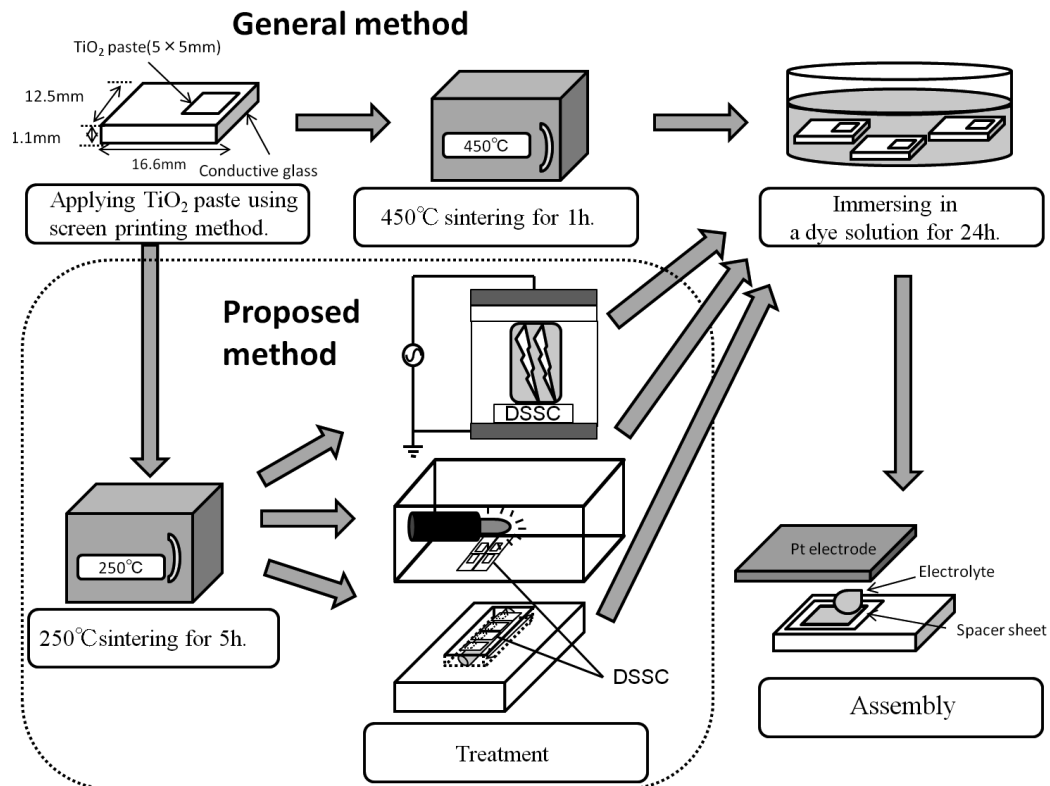 General method
TiO₂ paste(5×5mm)
12.5mm
1.1mm
16.6mm
Conductive glass
450℃
Applying TiO₂ paste using
screen printing method.
450℃ sintering for 1h.
Immersing in
a dye solution for 24h.
Proposed
method
DSSC
250℃
250℃sintering for 5h.
DSSC
Treatment
Pt electrode
Electrolyte
Spacer sheet
Assembly